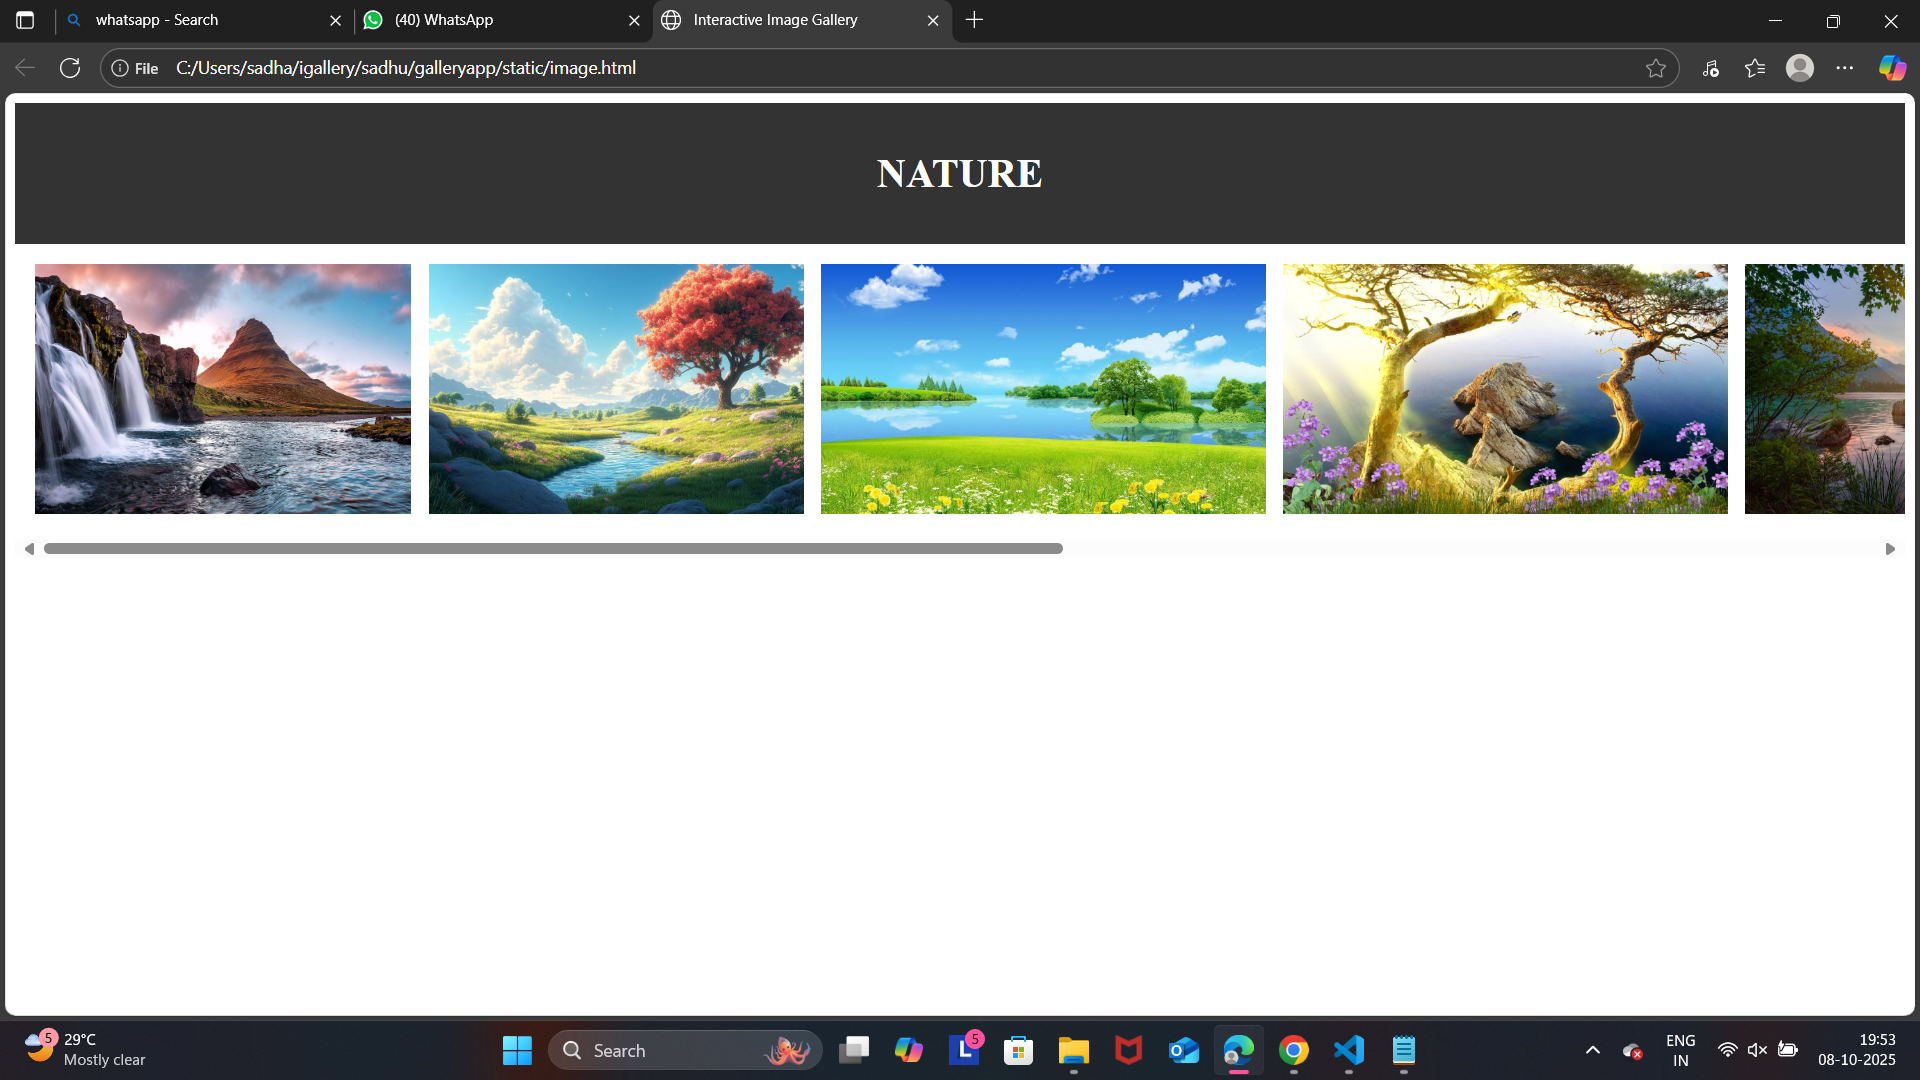 whatsapp - Search
(40) WhatsApp
Interactive Image Gallery
File
C:/Users/sadha/igallery/sadhu/galleryapp/static/image.html
NATURE
5
29°C
Mostly clear
Search
L
5
ENG
IN
19:53
08-10-2025